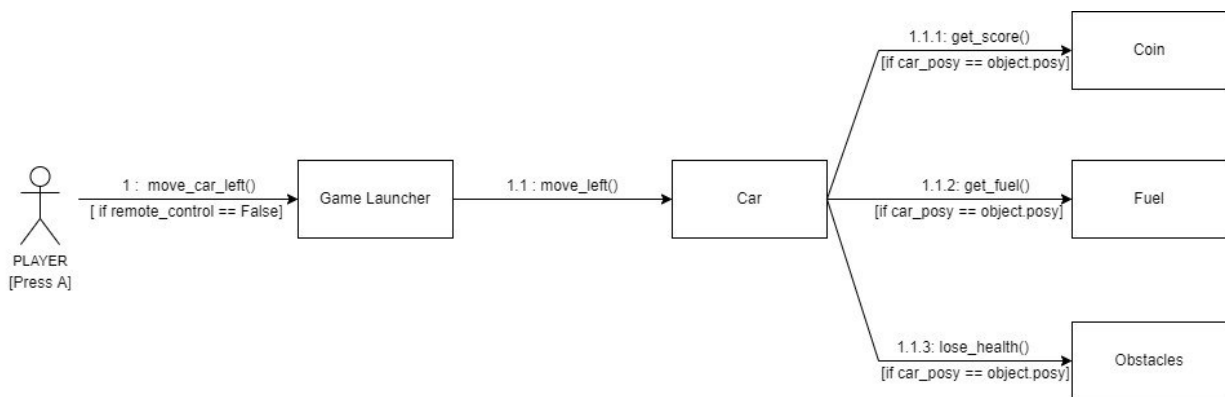 1.1.1: get_score()
[if car_posy == object.posy]
Coin
PLAYER
[Press A]
1 : move_car_left()
[ if remote_control == False]
Game Launcher
1.1 : move_left()
Car
1.1.2: get_fuel()
[if car_posy == object.posy]
Fuel
1.1.3: lose_health()
[if car_posy == object.posy]
Obstacles